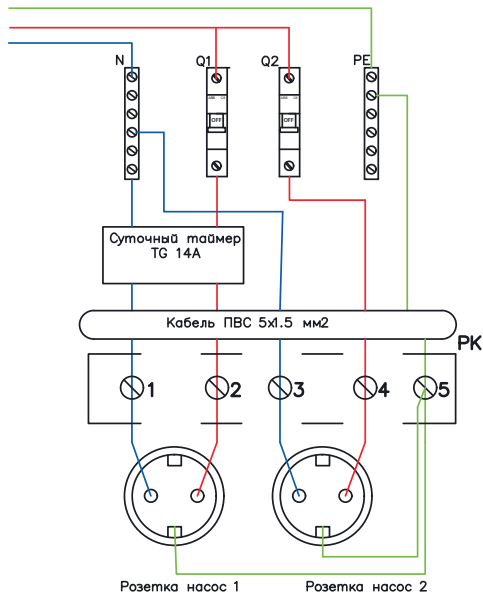 N Q1 Q2 PE
OFF OFF
Суточный таймер
TG 14А
Кабель ПВС 5х1.5 мм2
РК
1 2 3 4 5
Розетка насос 1 Розетка насос 2